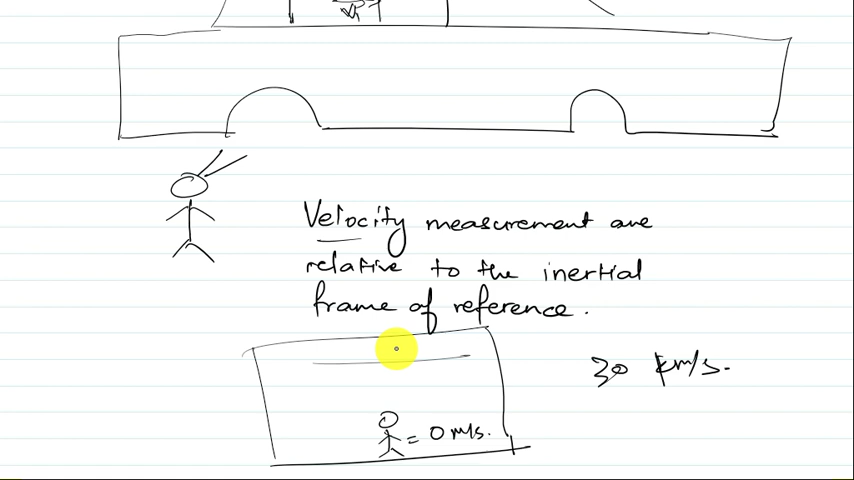 Velocity measurement are
relative to the inertial
frame of reference.
30 km/s.
= 0 m/s.